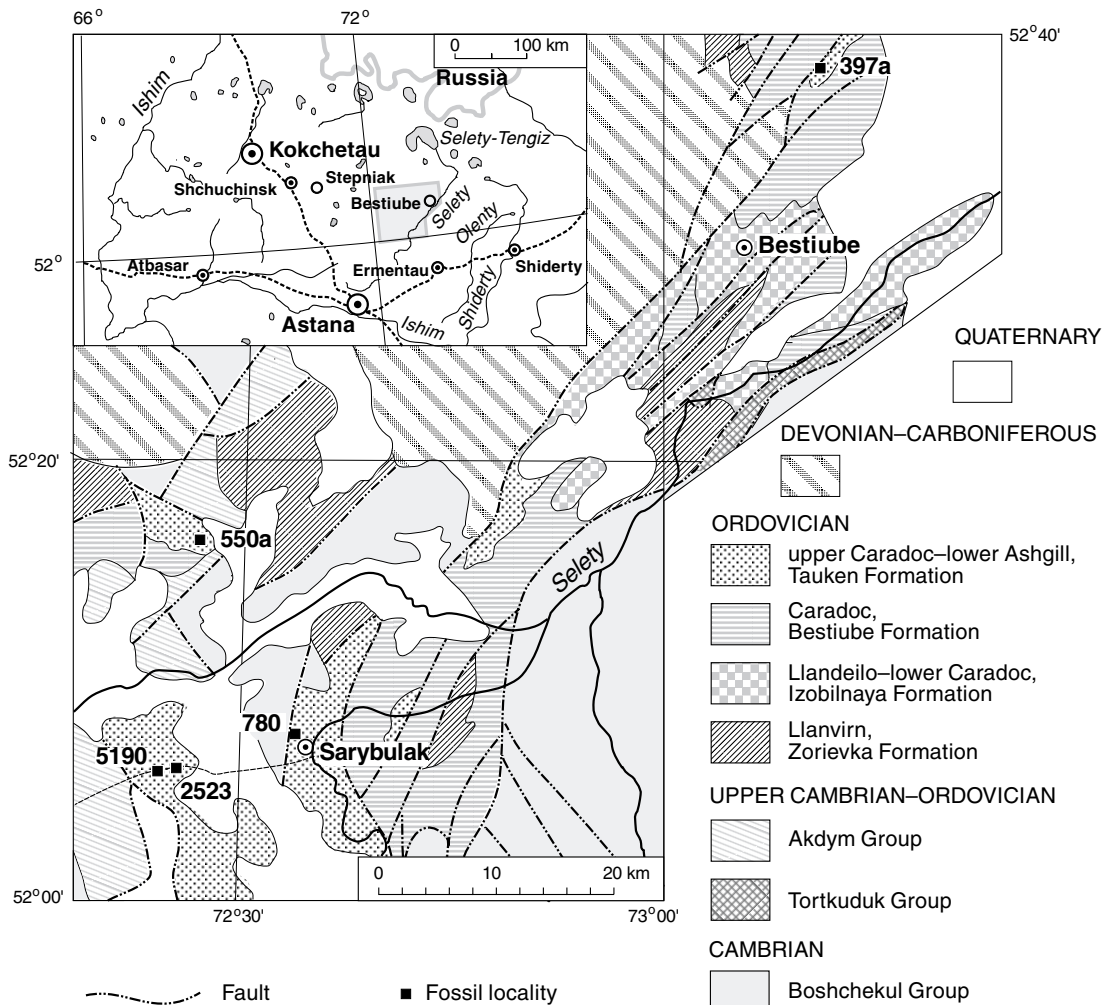 66°
72°
52°40'
0 100 km
Russia
397a
Ishim
Selety-Tengiz
Kokchetau
Stepniak
Shchuchinsk
Bestiube
Selety
Olenty
Bestiube
52°
Atbasar
Ermentau
Shiderty
Shiderty
Astana
Ishim
QUATERNARY
DEVONIAN–CARBONIFEROUS
52°20'
ORDOVICIAN
550a
upper Caradoc–lower Ashgill,
Tauken Formation
Selety
Caradoc,
Bestiube Formation
Llandeilo–lower Caradoc,
Izobilnaya Formation
780
Llanvirn,
Zorievka Formation
Sarybulak
5190
2523
UPPER CAMBRIAN–ORDOVICIAN
Akdym Group
0 10 20 km
52°00'
Tortkuduk Group
72°30'
73°00'
CAMBRIAN
Boshchekul Group
Fault
Fossil locality